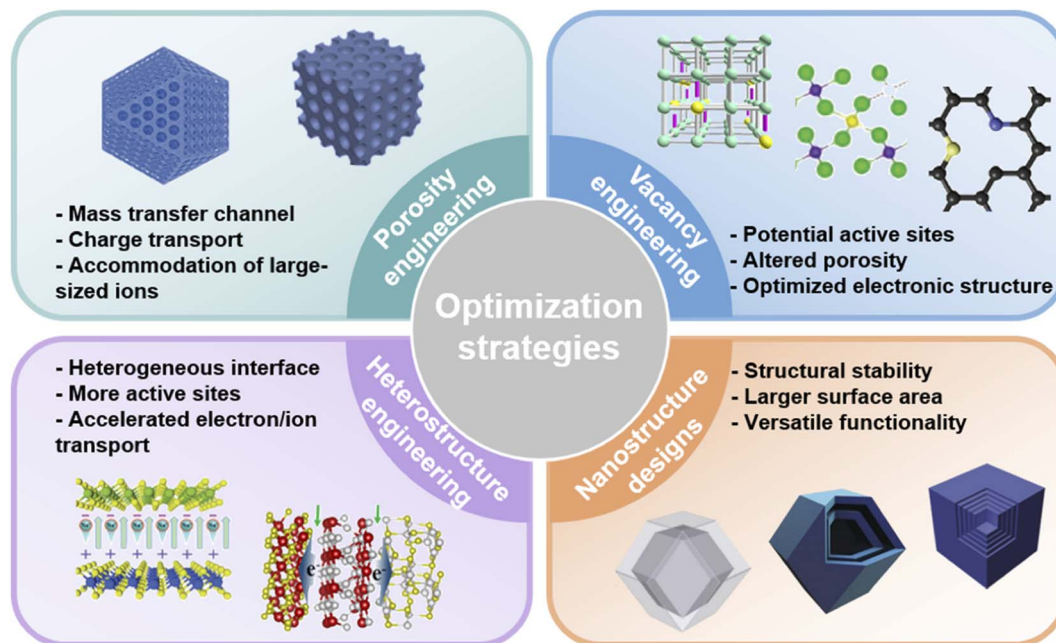 Porosity
engineering
- Mass transfer channel
- Charge transport
- Accommodation of large-
sized ions
Vacancy
engineering
- Potential active sites
- Altered porosity
- Optimized electronic structure
Optimization
strategies
Heterostructure
engineering
- Heterogeneous interface
- More active sites
- Accelerated electron/ion
transport
e-
e-
Nanostructure
designs
- Structural stability
- Larger surface area
- Versatile functionality